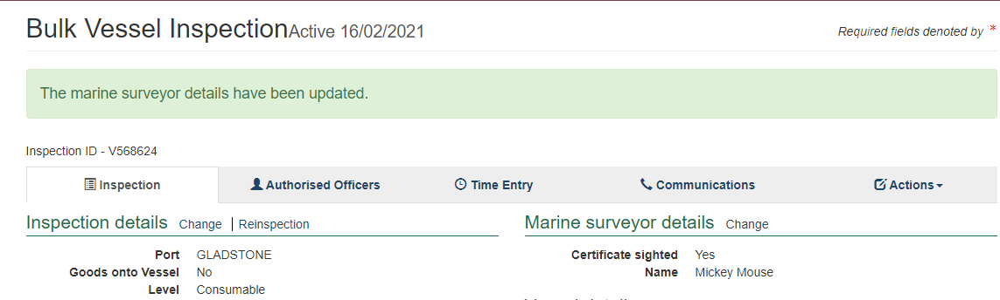 Bulk Vessel Inspection Active 16/02/2021
Required fields denoted by *
The marine surveyor details have been updated.
Inspection ID - V568624
Inspection Authorised Officers Time Entry Communications Actions
Inspection details Change | Reinspection
Port GLADSTONE
Goods onto Vessel No
Level Consumable
Marine surveyor details Change
Certificate sighted Yes
Name Mickey Mouse